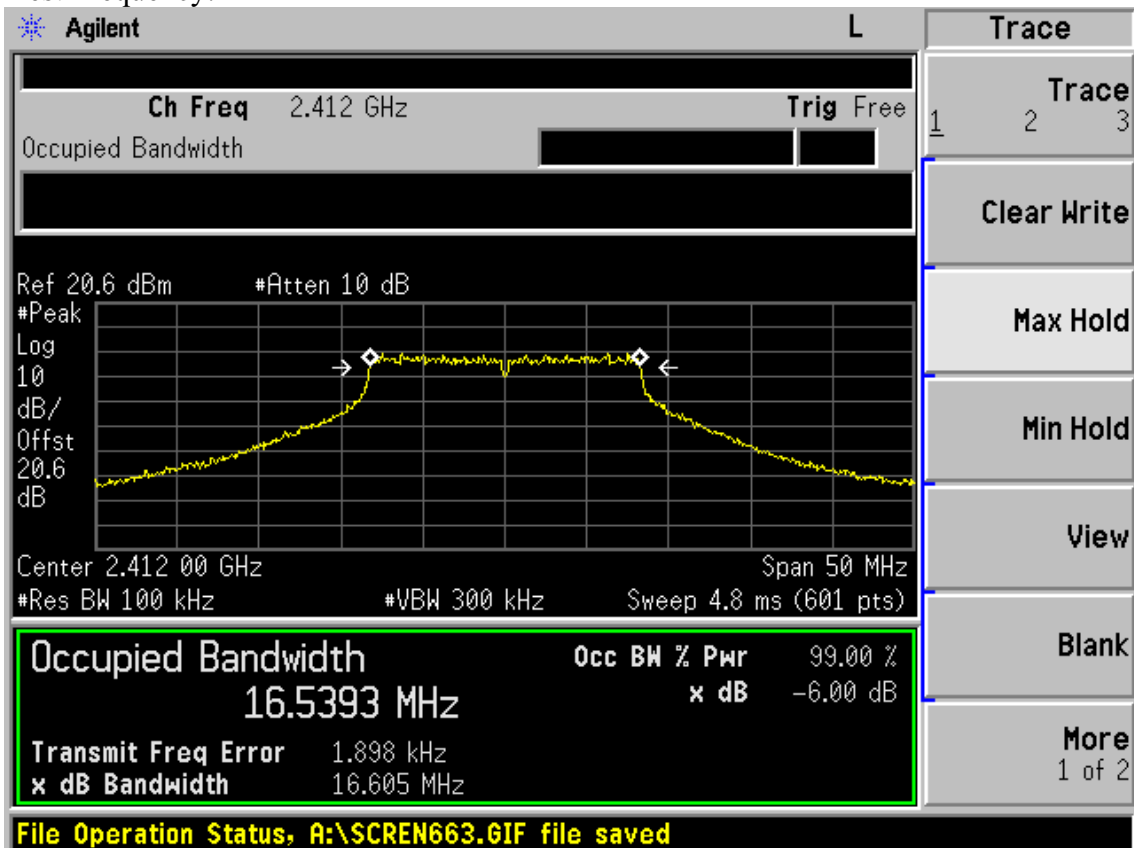 Agilent L Trace
Ch Freq 2.412 GHz Trig Free
Occupied Bandwidth
Trace
1 2 3
Clear Write
Max Hold
Min Hold
View
Blank
More
1 of 2
Ref 20.6 dBm #Atten 10 dB
#Peak
Log
10
dB/
Offst
20.6
dB
Center 2.412 00 GHz Span 50 MHz
#Res BW 100 kHz #VBW 300 kHz Sweep 4.8 ms (601 pts)
Occupied Bandwidth Occ BW % Pwr 99.00 %
16.5393 MHz x dB -6.00 dB
Transmit Freq Error 1.898 kHz
x dB Bandwidth 16.605 MHz
File Operation Status, A:\SCREN663.GIF file saved